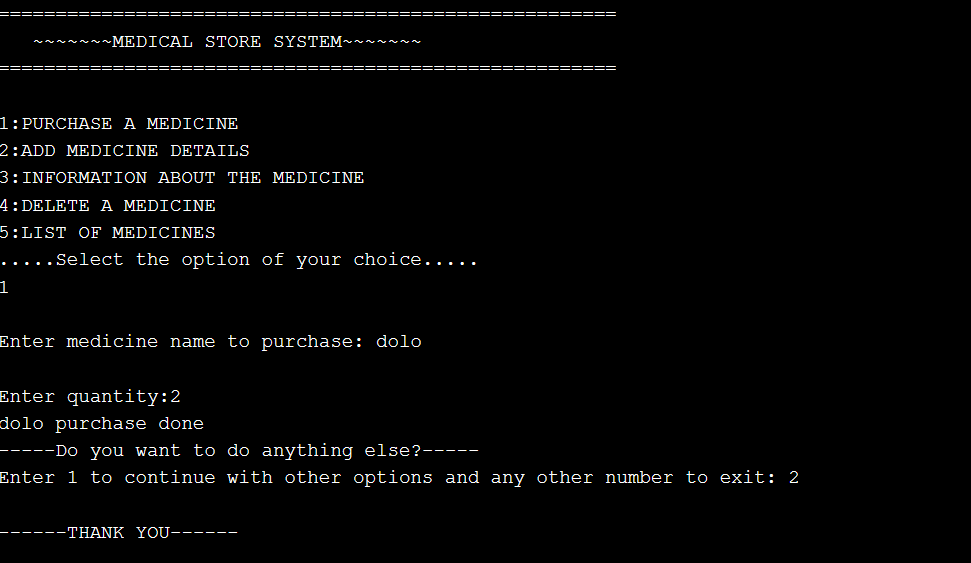 ======================================================
   ~~~~~~~MEDICAL STORE SYSTEM~~~~~~~
======================================================
1:PURCHASE A MEDICINE
2:ADD MEDICINE DETAILS
3:INFORMATION ABOUT THE MEDICINE
4:DELETE A MEDICINE
5:LIST OF MEDICINES
.....Select the option of your choice.....
1
Enter medicine name to purchase: dolo
Enter quantity:2
dolo purchase done
-----Do you want to do anything else?-----
Enter 1 to continue with other options and any other number to exit: 2
------THANK YOU------